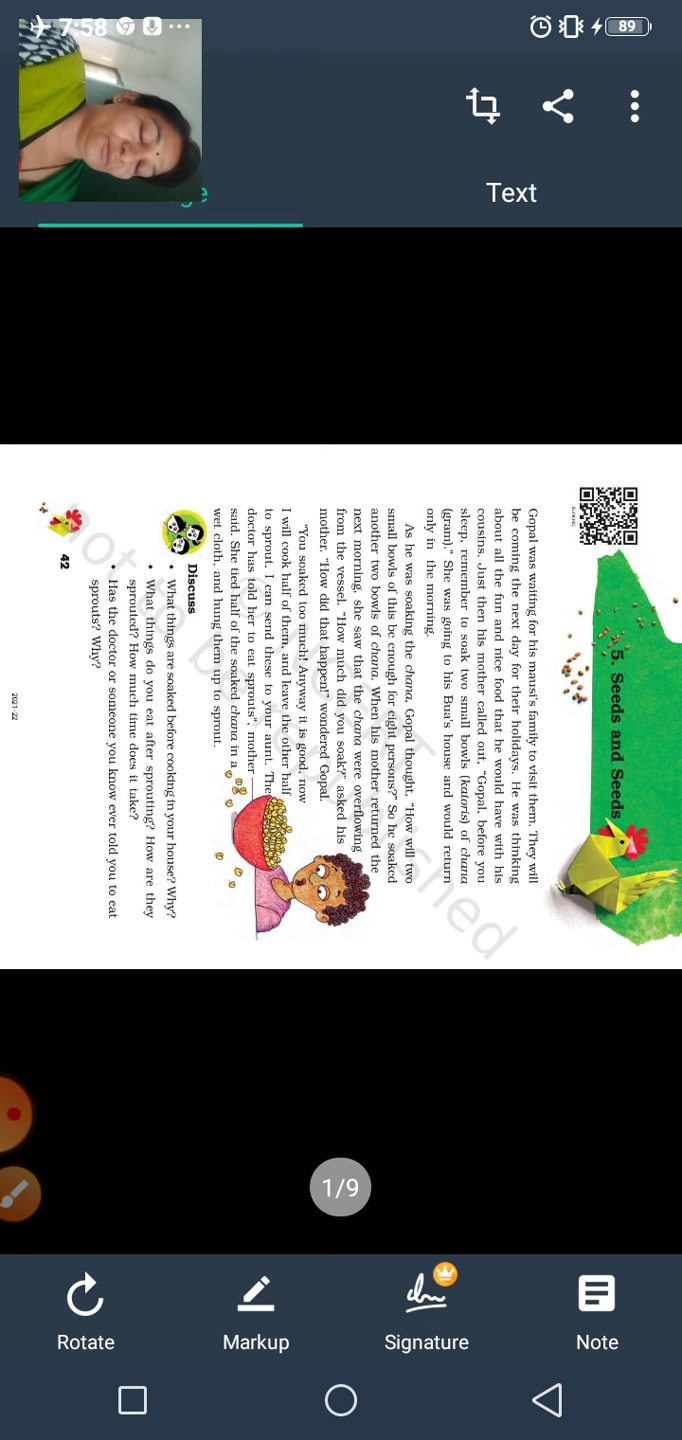 7:58
89
Text
5. Seeds and Seeds
Gopal was waiting for his mausi's family to visit them. They will
be coming the next day for their holidays. He was thinking
about all the fun and nice food that he would have with his
cousins. Just then his mother called out, "Gopal, before you
sleep, remember to soak two small bowls (katoris) of chana
(gram)." She was going to his Bua's house and would return
only in the morning.
As he was soaking the chana, Gopal thought, "How will two
small bowls of this be enough for eight persons?" So he soaked
another two bowls of chana. When his mother returned the
next morning, she saw that the chana were overflowing
from the vessel. "How much did you soak?" asked his
mother. "How did that happen!" wondered Gopal.
"You soaked too much! Anyway it is good, now
I will cook half of them, and leave the other half
to sprout. I can send these to your aunt. The
doctor has told her to eat sprouts", mother
said. She tied half of the soaked chana in a
wet cloth, and hung them up to sprout.
Discuss
• What things are soaked before cooking in your house? Why?
• What things do you eat after sprouting? How are they
sprouted? How much time does it take?
• Has the doctor or someone you know ever told you to eat
sprouts? Why?
42
2021-22
1/9
Rotate
Markup
Signature
Note